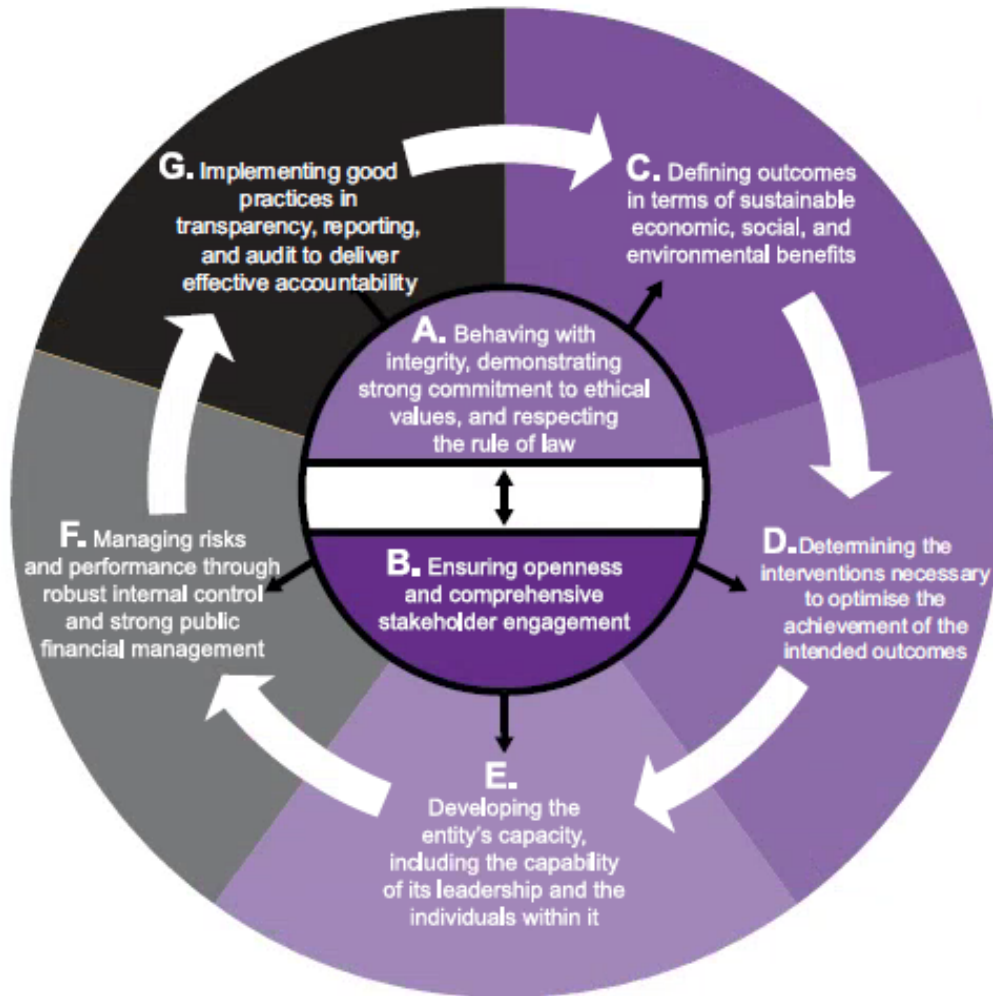 G. Implementing good
practices in
transparency, reporting,
and audit to deliver
effective accountability
C. Defining outcomes
in terms of sustainable
economic, social, and
environmental benefits
A. Behaving with
integrity, demonstrating
strong commitment to ethical
values, and respecting
the rule of law
F. Managing risks
and performance through
robust internal control
and strong public
financial management
B. Ensuring openness
and comprehensive
stakeholder engagement
D. Determining the
interventions necessary
to optimise the
achievement of the
intended outcomes
E.
Developing the
entity's capacity,
including the capability
of its leadership and the
individuals within it